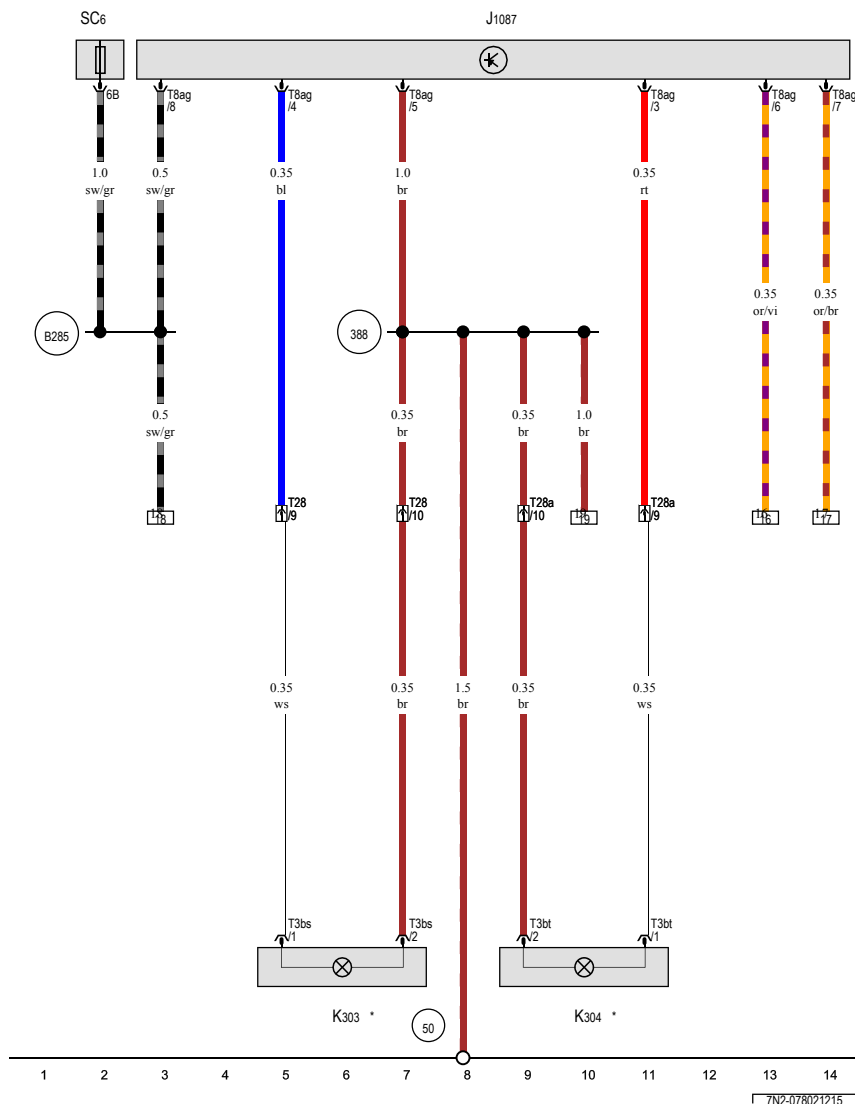 SC6
J1087
6B
T8ag
/8
T8ag
/4
T8ag
/5
T8ag
/3
T8ag
/6
T8ag
/7
1.0
sw/gr
0.5
sw/gr
0.35
bl
1.0
br
0.35
rt
0.35
or/vi
0.35
or/br
B285
388
0.5
sw/gr
0.35
br
0.35
br
1.0
br
18
T28
/9
T28
/10
T28a
/10
19
T28a
/9
16
17
0.35
ws
0.35
br
1.5
br
0.35
br
0.35
ws
T3bs
/1
T3bs
/2
T3bt
/2
T3bt
/1
K303 *
50
K304 *
1 2 3 4 5 6 7 8 9 10 11 12 13 14
7N2-078021215